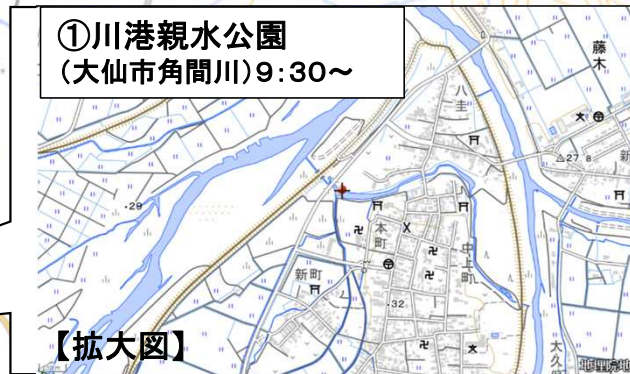 ①川港親水公園
(大仙市角間川)9:30～
藤
木
八
圭
27.8
新
・29
本
町
中
上
町
新町
・32
大
久
【拡大図】
地理院地